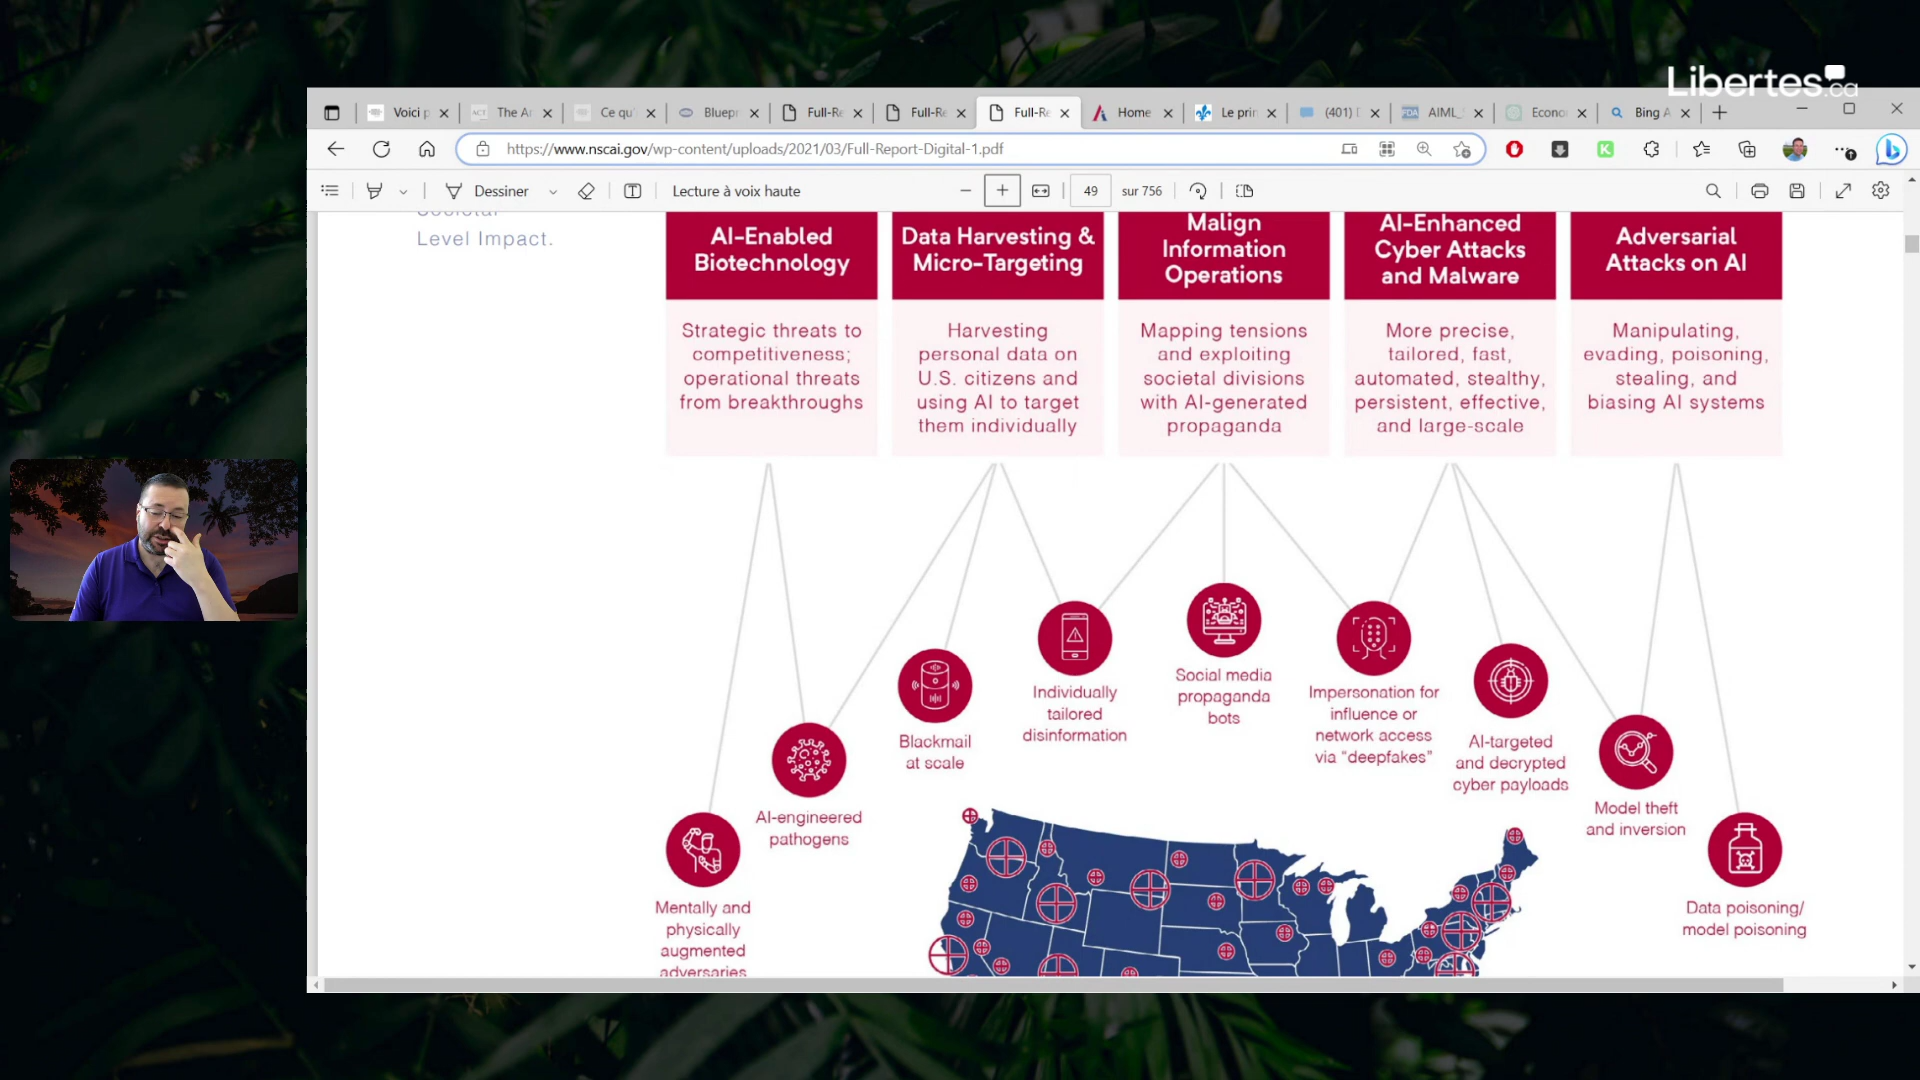 Libertes.ca
Voici p
The A
Ce qu'
Bluep
Full-Re
Full-Re
Full-Re
Home
Le prin
(401)
AIML_
Econo
Bing A
https://www.nscai.gov/wp-content/uploads/2021/03/Full-Report-Digital-1.pdf
Dessiner
Lecture à voix haute
49
sur 756
Societal
Level Impact.
AI-Enabled
Biotechnology
Strategic threats to
competitiveness;
operational threats
from breakthroughs
Data Harvesting &
Micro-Targeting
Harvesting
personal data on
U.S. citizens and
using AI to target
them individually
Malign
Information
Operations
Mapping tensions
and exploiting
societal divisions
with AI-generated
propaganda
AI-Enhanced
Cyber Attacks
and Malware
More precise,
tailored, fast,
automated, stealthy,
persistent, effective,
and large-scale
Adversarial
Attacks on AI
Manipulating,
evading, poisoning,
stealing, and
biasing AI systems
Mentally and
physically
augmented
adversaries
AI-engineered
pathogens
Blackmail
at scale
Individually
tailored
disinformation
Social media
propaganda
bots
Impersonation for
influence or
network access
via "deepfakes"
AI-targeted
and decrypted
cyber payloads
Model theft
and inversion
Data poisoning/
model poisoning